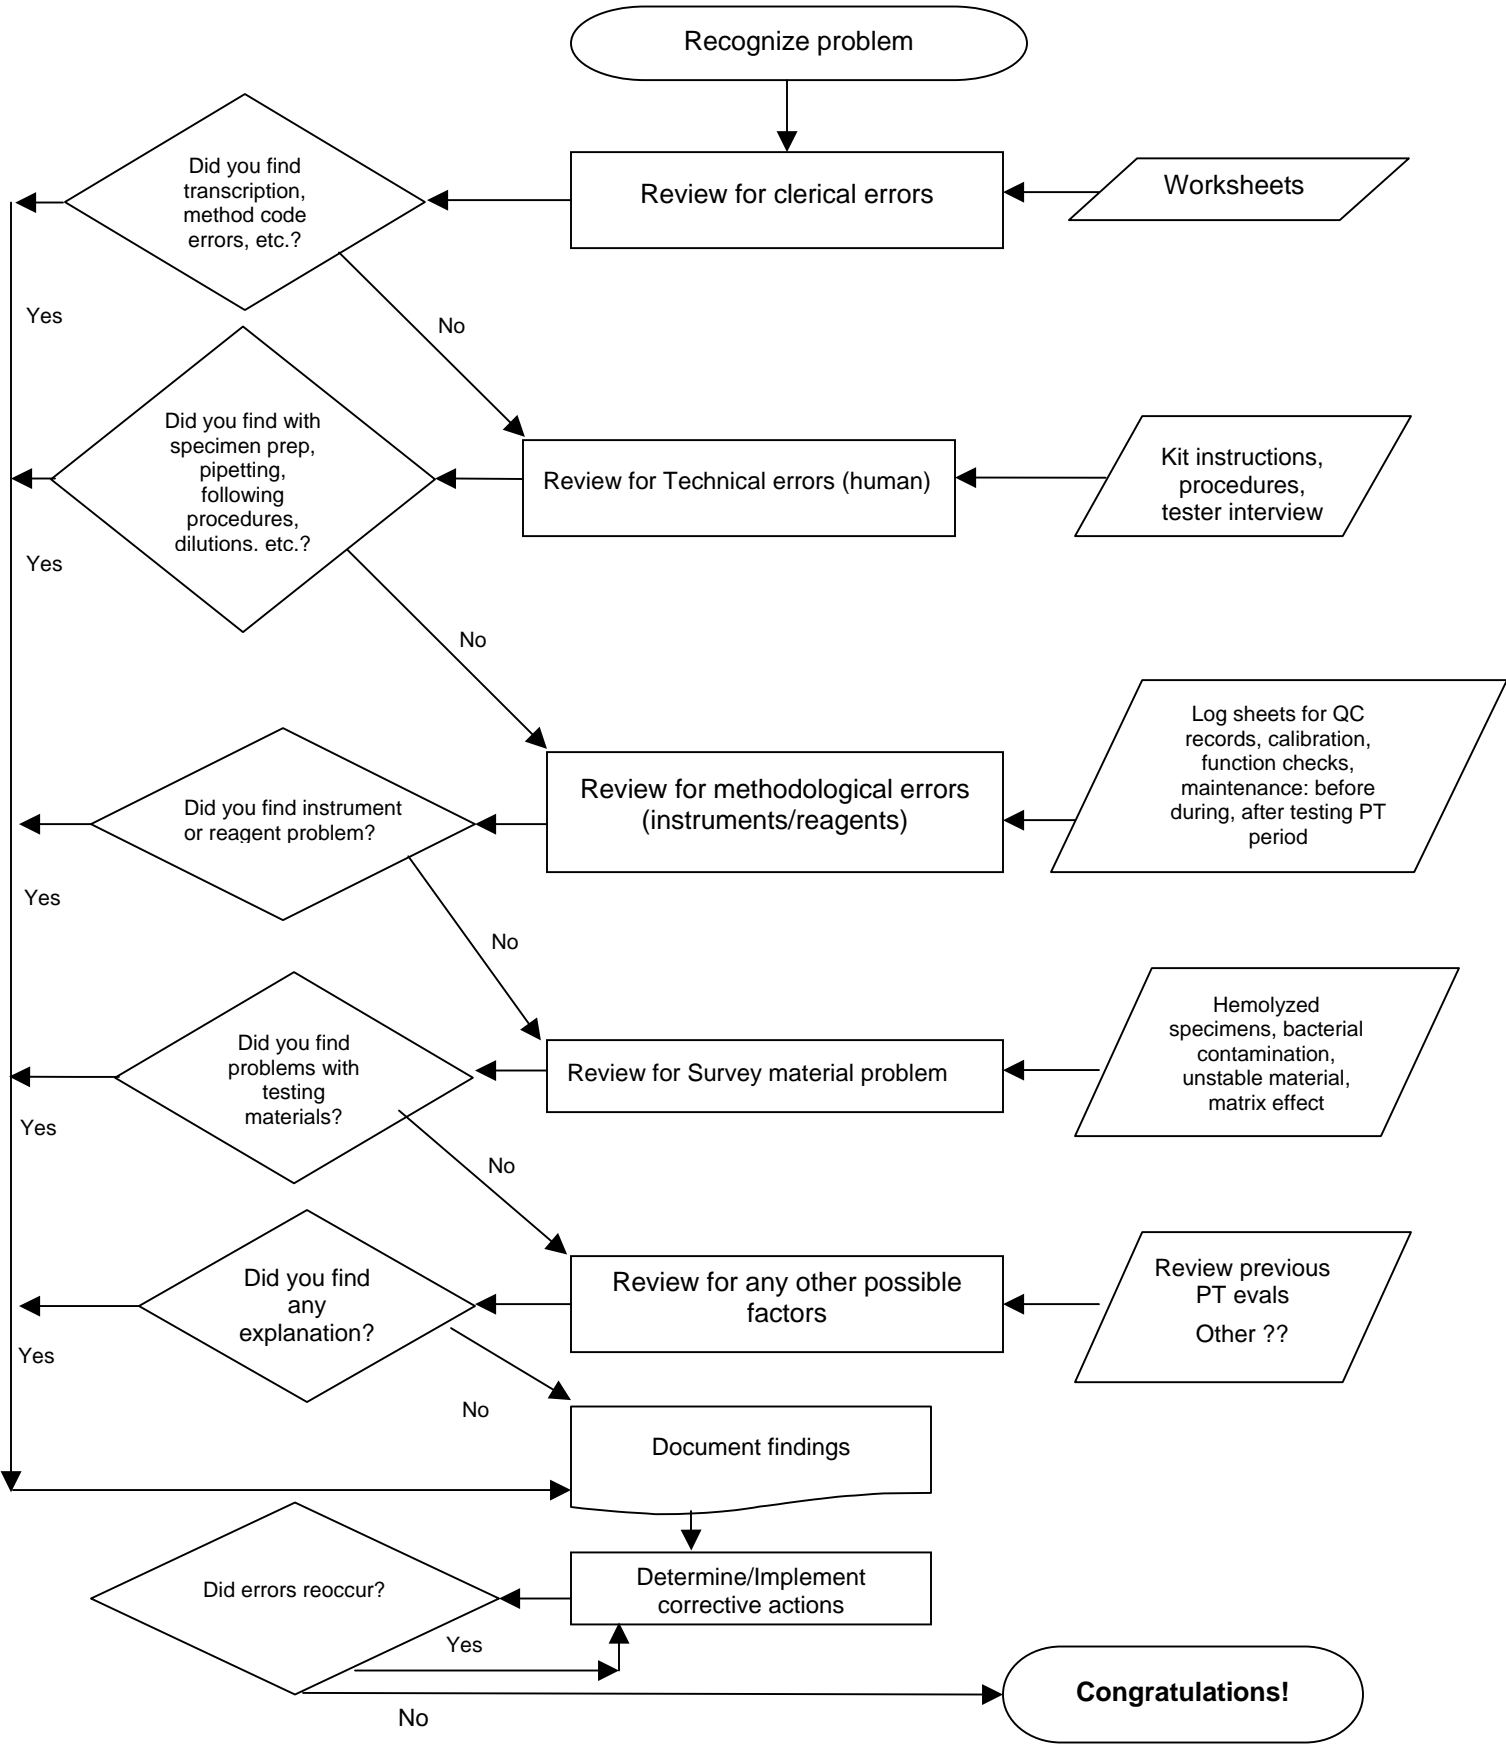 Recognize problem
Did you find
transcription,
method code
errors, etc.?
Review for clerical errors
Worksheets
Yes
No
Did you find with
specimen prep,
pipetting,
following
procedures,
dilutions. etc.?
Review for Technical errors (human)
Kit instructions,
procedures,
tester interview
Yes
No
Did you find instrument
or reagent problem?
Review for methodological errors
(instruments/reagents)
Log sheets for QC
records, calibration,
function checks,
maintenance: before
during, after testing PT
period
Yes
No
Did you find
problems with
testing
materials?
Review for Survey material problem
Hemolyzed
specimens, bacterial
contamination,
unstable material,
matrix effect
Yes
No
Did you find
any
explanation?
Review for any other possible
factors
Review previous
PT evals
Other ??
Yes
No
Document findings
Did errors reoccur?
Determine/Implement
corrective actions
Yes
No
Congratulations!